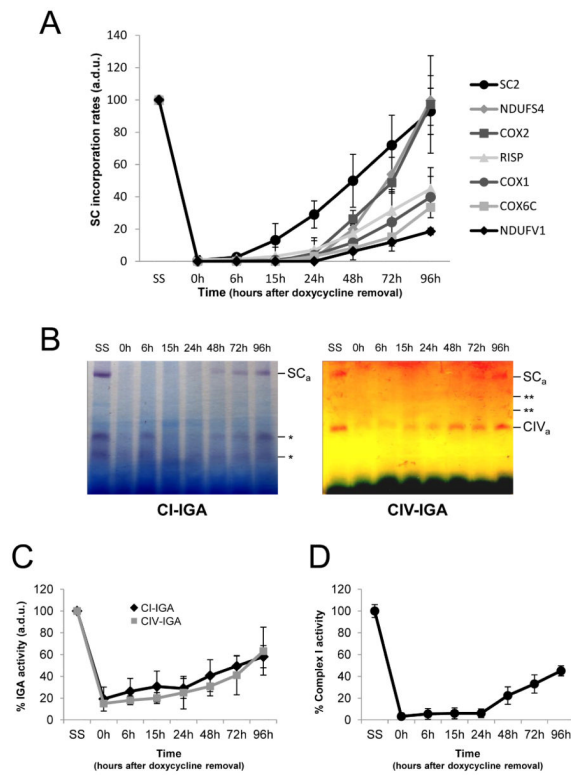 A
SC incorporation rates (a.d.u.)
140
120
100
80
60
40
20
0
SS 0h 6h 15h 24h 48h 72h 96h
Time (hours after doxycycline removal)
SC2
NDUFS4
COX2
RISP
COX1
COX6C
NDUFV1
B
SS 0h 6h 15h 24h 48h 72h 96h
SCa
*
*
CI-IGA
SS 0h 6h 15h 24h 48h 72h 96h
SCa
**
**
CIVa
CIV-IGA
C
% IGA activity (a.d.u.)
120
100
80
60
40
20
0
CI-IGA
CIV-IGA
SS 0h 6h 15h 24h 48h 72h 96h
Time
(hours after doxycycline removal)
D
% Complex I activity
120
100
80
60
40
20
0
SS 0h 6h 15h 24h 48h 72h 96h
Time
(hours after doxycycline removal)